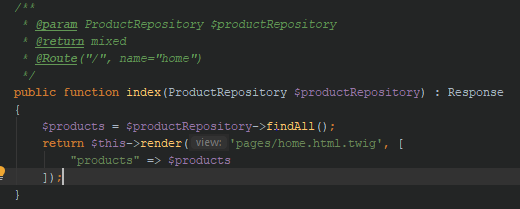 /**
 * @param ProductRepository $productRepository
 * @return mixed
 * @Route("/", name="home")
 */
public function index(ProductRepository $productRepository) : Response
{
    $products = $productRepository->findAll();
    return $this->render( view: 'pages/home.html.twig', [
        "products" => $products
    ]);
}